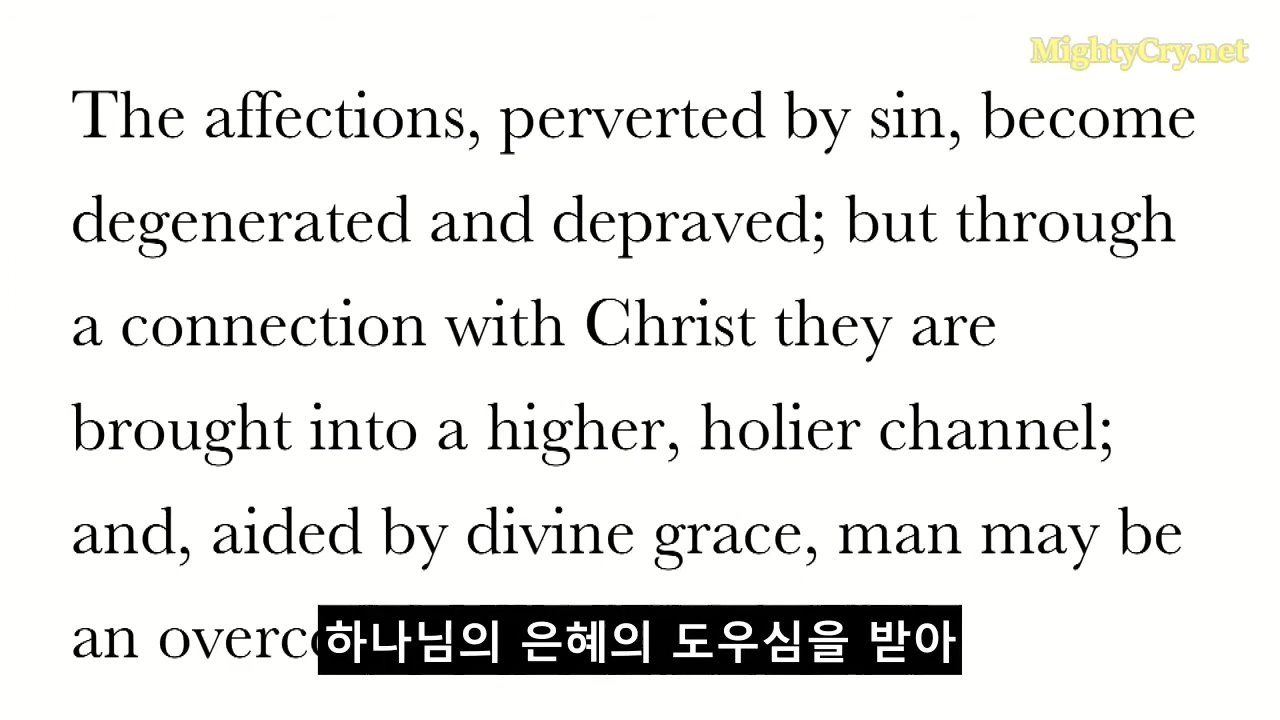 MightyCry.net
The affections, perverted by sin, become
degenerated and depraved; but through
a connection with Christ they are
brought into a higher, holier channel;
and, aided by divine grace, man may be
an
하나님의 은혜의 도우심을 받아